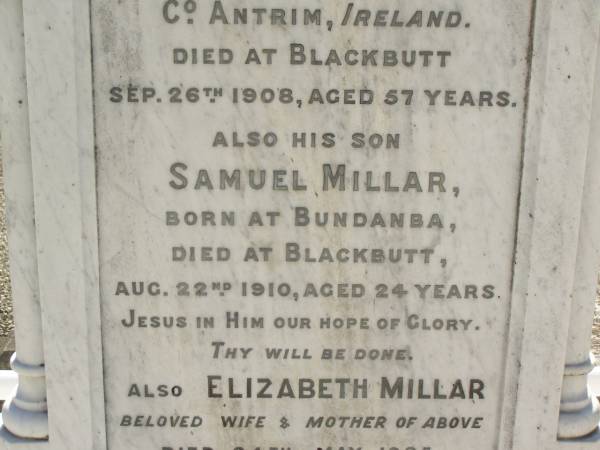 Cº ANTRIM, IRELAND.
DIED AT BLACKBUTT
SEP. 26TH 1908, AGED 57 YEARS.
ALSO HIS SON
SAMUEL MILLAR,
BORN AT BUNDANBA,
DIED AT BLACKBUTT,
AUG. 22ND 1910, AGED 24 YEARS.
JESUS IN HIM OUR HOPE OF GLORY.
THY WILL BE DONE.
ALSO ELIZABETH MILLAR
BELOVED WIFE & MOTHER OF ABOVE
DIED MAY